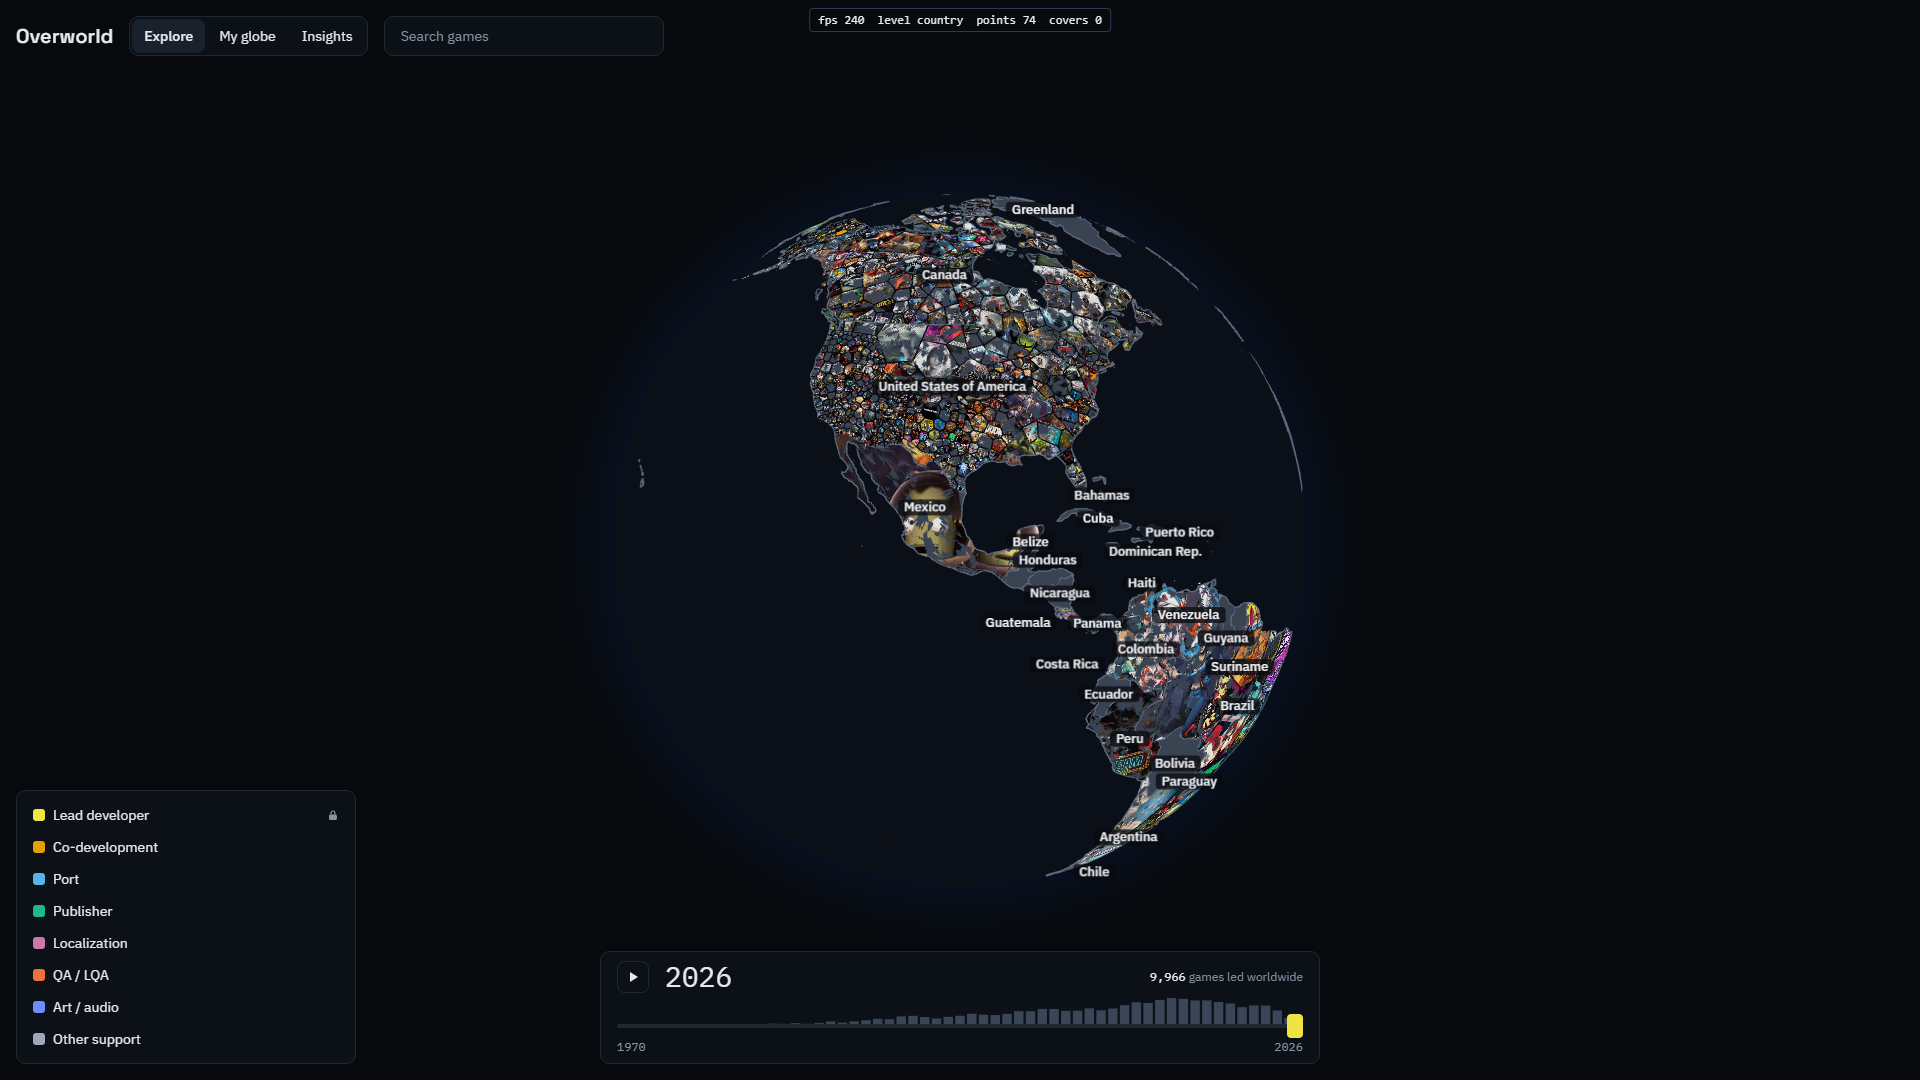 Overworld
Explore
My globe
Insights
Search games
fps 240 level country points 74 covers 0
Greenland
Canada
United States of America
Mexico
Bahamas
Cuba
Puerto Rico
Belize
Dominican Rep.
Honduras
Haiti
Nicaragua
Venezuela
Guatemala
Panama
Guyana
Colombia
Costa Rica
Suriname
Ecuador
Brazil
Peru
Bolivia
Paraguay
Argentina
Chile
Lead developer
Co-development
Port
Publisher
Localization
QA / LQA
Art / audio
Other support
2026
9,966 games led worldwide
1970
2026